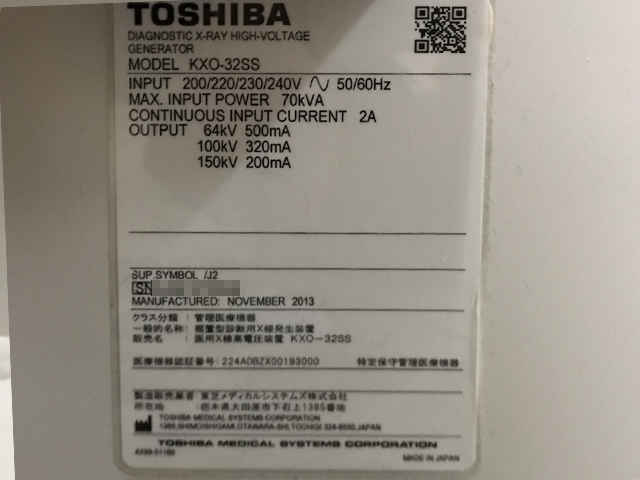 TOSHIBA
DIAGNOSTIC X-RAY HIGH-VOLTAGE
GENERATOR
MODEL KXO-32SS
INPUT 200/220/230/240V ∿ 50/60Hz
MAX. INPUT POWER 70kVA
CONTINUOUS INPUT CURRENT 2A
OUTPUT 64kV 500mA
100kV 320mA
150kV 200mA
SUP.SYMBOL /J2
SN
MANUFACTURED: NOVEMBER 2013
クラス分類 : 管理医療機器
一般的名称: 据置型診断用X線発生装置
販売名 : 医用X線高電圧装置 KXO-32SS
医療機器認証番号: 224ADBZX00193000 特定保守管理医療機器
製造販売業者: 東芝メディカルシステムズ株式会社
所在地 : 栃木県大田原市下石上1385番地
TOSHIBA MEDICAL SYSTEMS CORPORATION
1385,SHIMOISHIGAMI,OTAWARA-SHI,TOCHIGI 324-8550,JAPAN
TOSHIBA MEDICAL SYSTEMS CORPORATION
MADE IN JAPAN